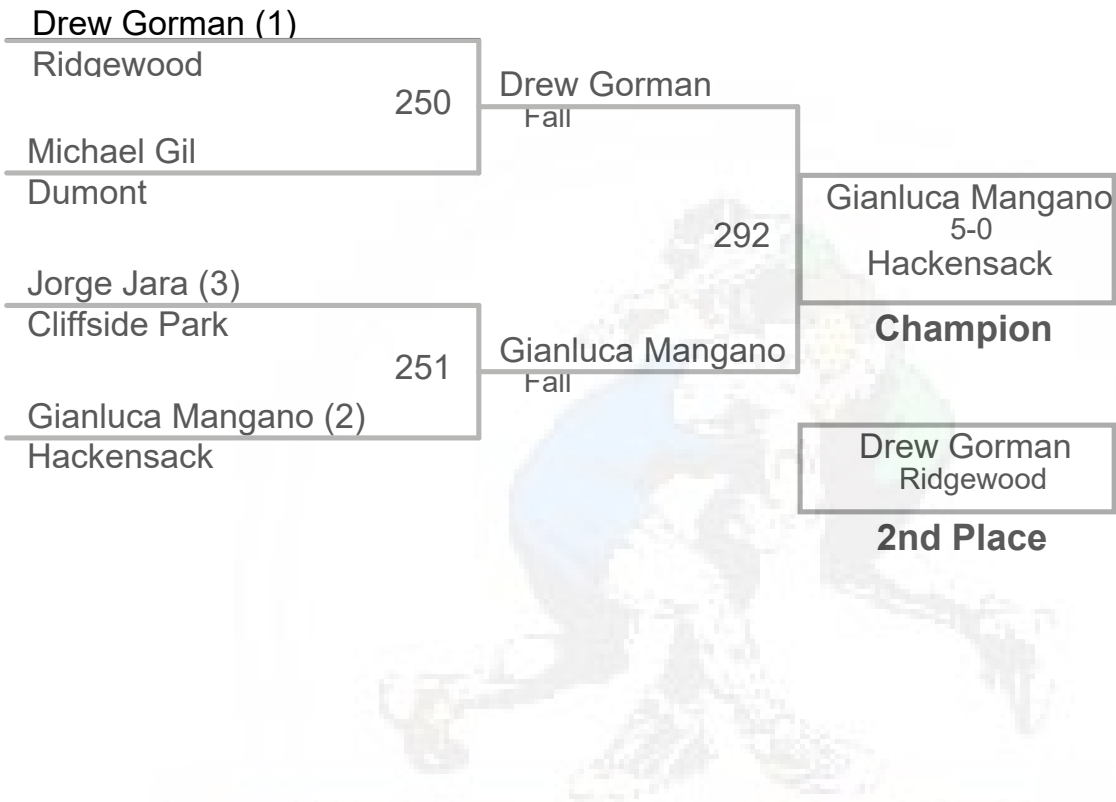 Drew Gorman (1)
Ridgewood
250
Drew Gorman
Fall
Michael Gil
Dumont
Gianluca Mangano
5-0
Hackensack
292
Champion
Jorge Jara (3)
Cliffside Park
251
Gianluca Mangano
Fall
Gianluca Mangano (2)
Hackensack
Drew Gorman
Ridgewood
2nd Place